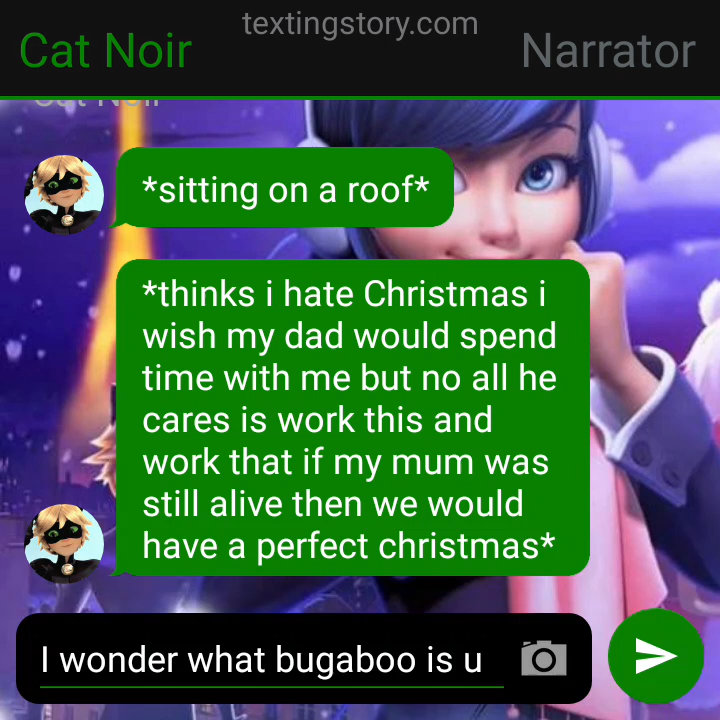 textingstory.com
Cat Noir
Narrator
Cat Noir
*sitting on a roof*
*thinks i hate Christmas i
wish my dad would spend
time with me but no all he
cares is work this and
work that if my mum was
still alive then we would
have a perfect christmas*
I wonder what bugaboo is u